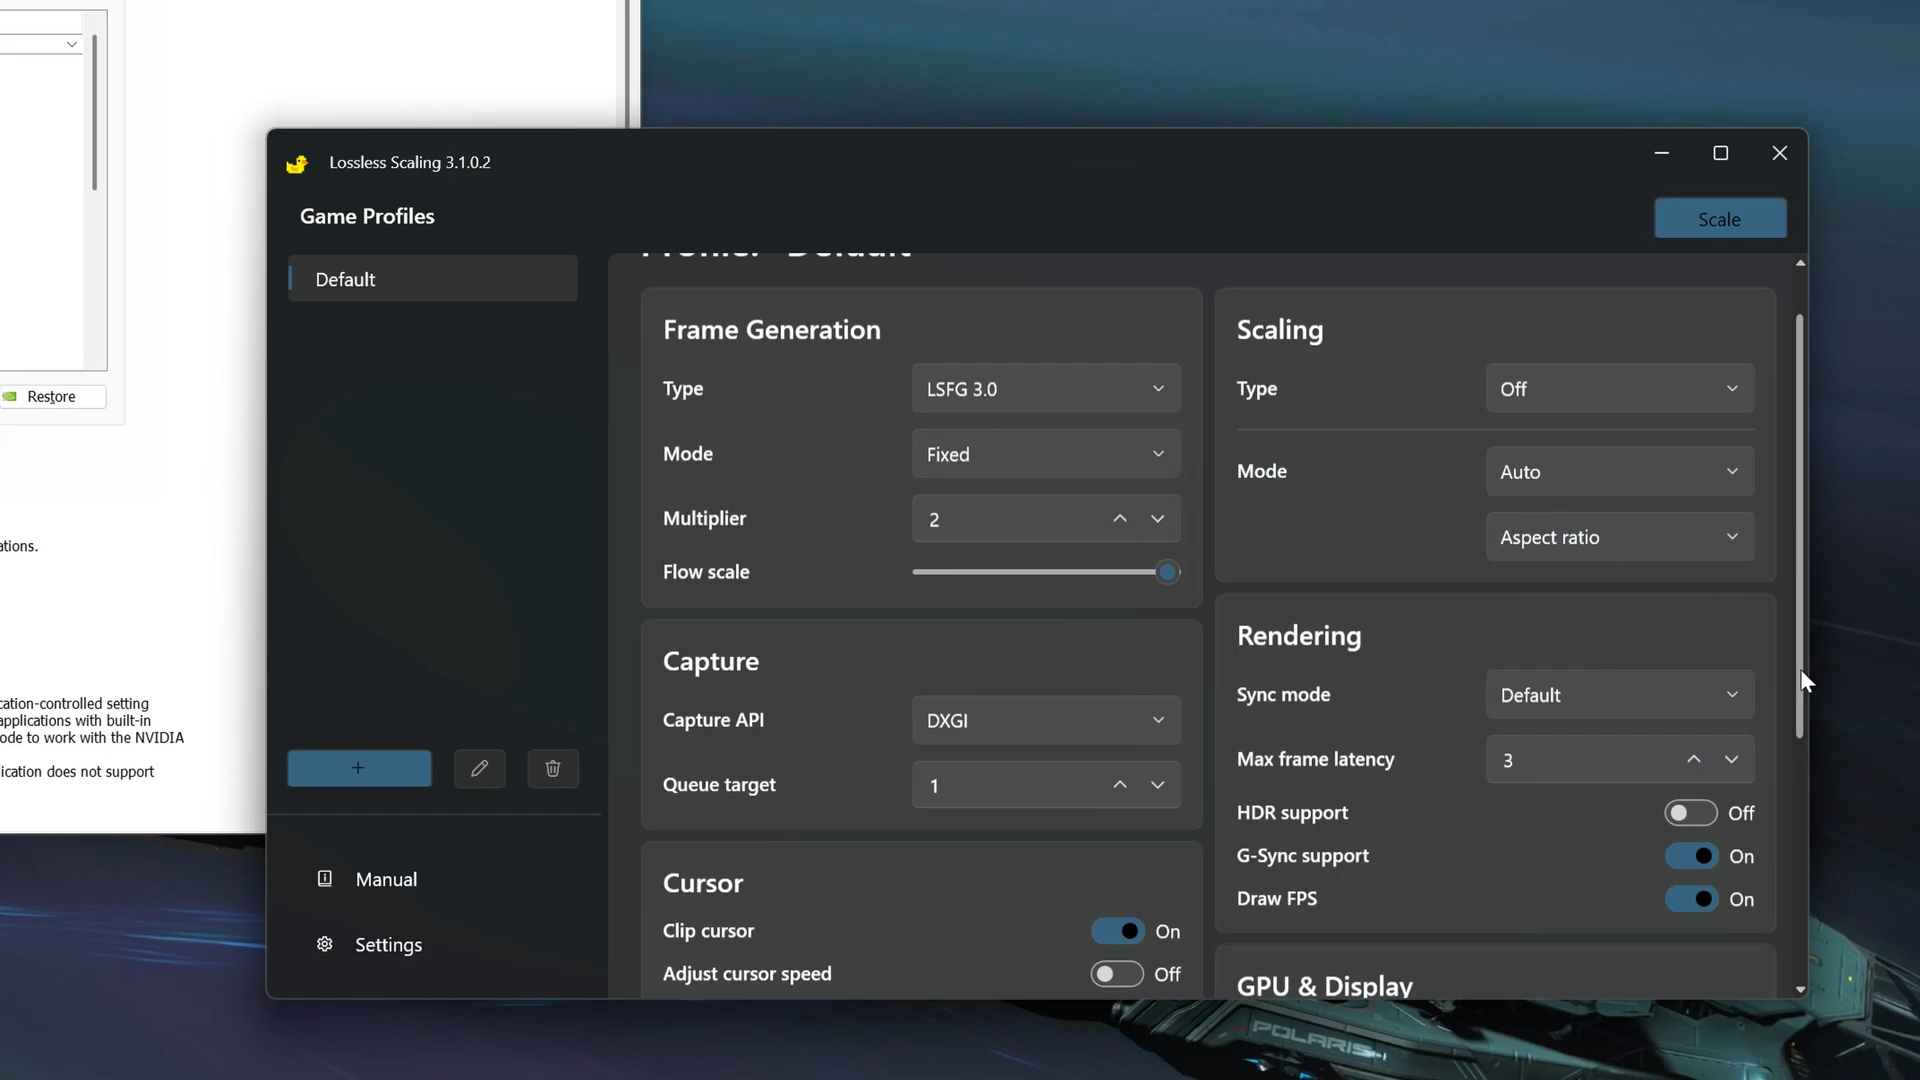 Restore
ations.
cation-controlled setting
applications with built-in
ode to work with the NVIDIA
ication does not support
Lossless Scaling 3.1.0.2
Game Profiles
Scale
Default
Profile: "Default"
Frame Generation
Type
LSFG 3.0
Mode
Fixed
Multiplier
2
Flow scale
Capture
Capture API
DXGI
Queue target
1
Cursor
Clip cursor
On
Adjust cursor speed
Off
Scaling
Type
Off
Mode
Auto
Aspect ratio
Rendering
Sync mode
Default
Max frame latency
3
HDR support
Off
G-Sync support
On
Draw FPS
On
GPU & Display
+
Manual
Settings
POLARIS